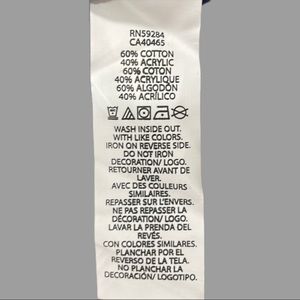 RN59284
CA40465
60% COTTON
40% ACRYLIC
60% COTON
40% ACRYLIQUE
60% ALGODÓN
40% ACRÍLICO
WASH INSIDE OUT.
WITH LIKE COLORS.
IRON ON REVERSE SIDE.
DO NOT IRON
DECORATION/ LOGO.
RETOURNER AVANT DE
LAVER.
AVEC DES COULEURS
SIMILAIRES.
REPASSER SUR L'ENVERS.
NE PAS REPASSER LA
DÉCORATION/ LOGO.
LAVAR LA PRENDA DEL
REVÉS.
CON COLORES SIMILARES.
PLANCHAR POR EL
REVERSO DE LA TELA.
NO PLANCHAR LA
DECORACIÓN/ LOGOTIPO.